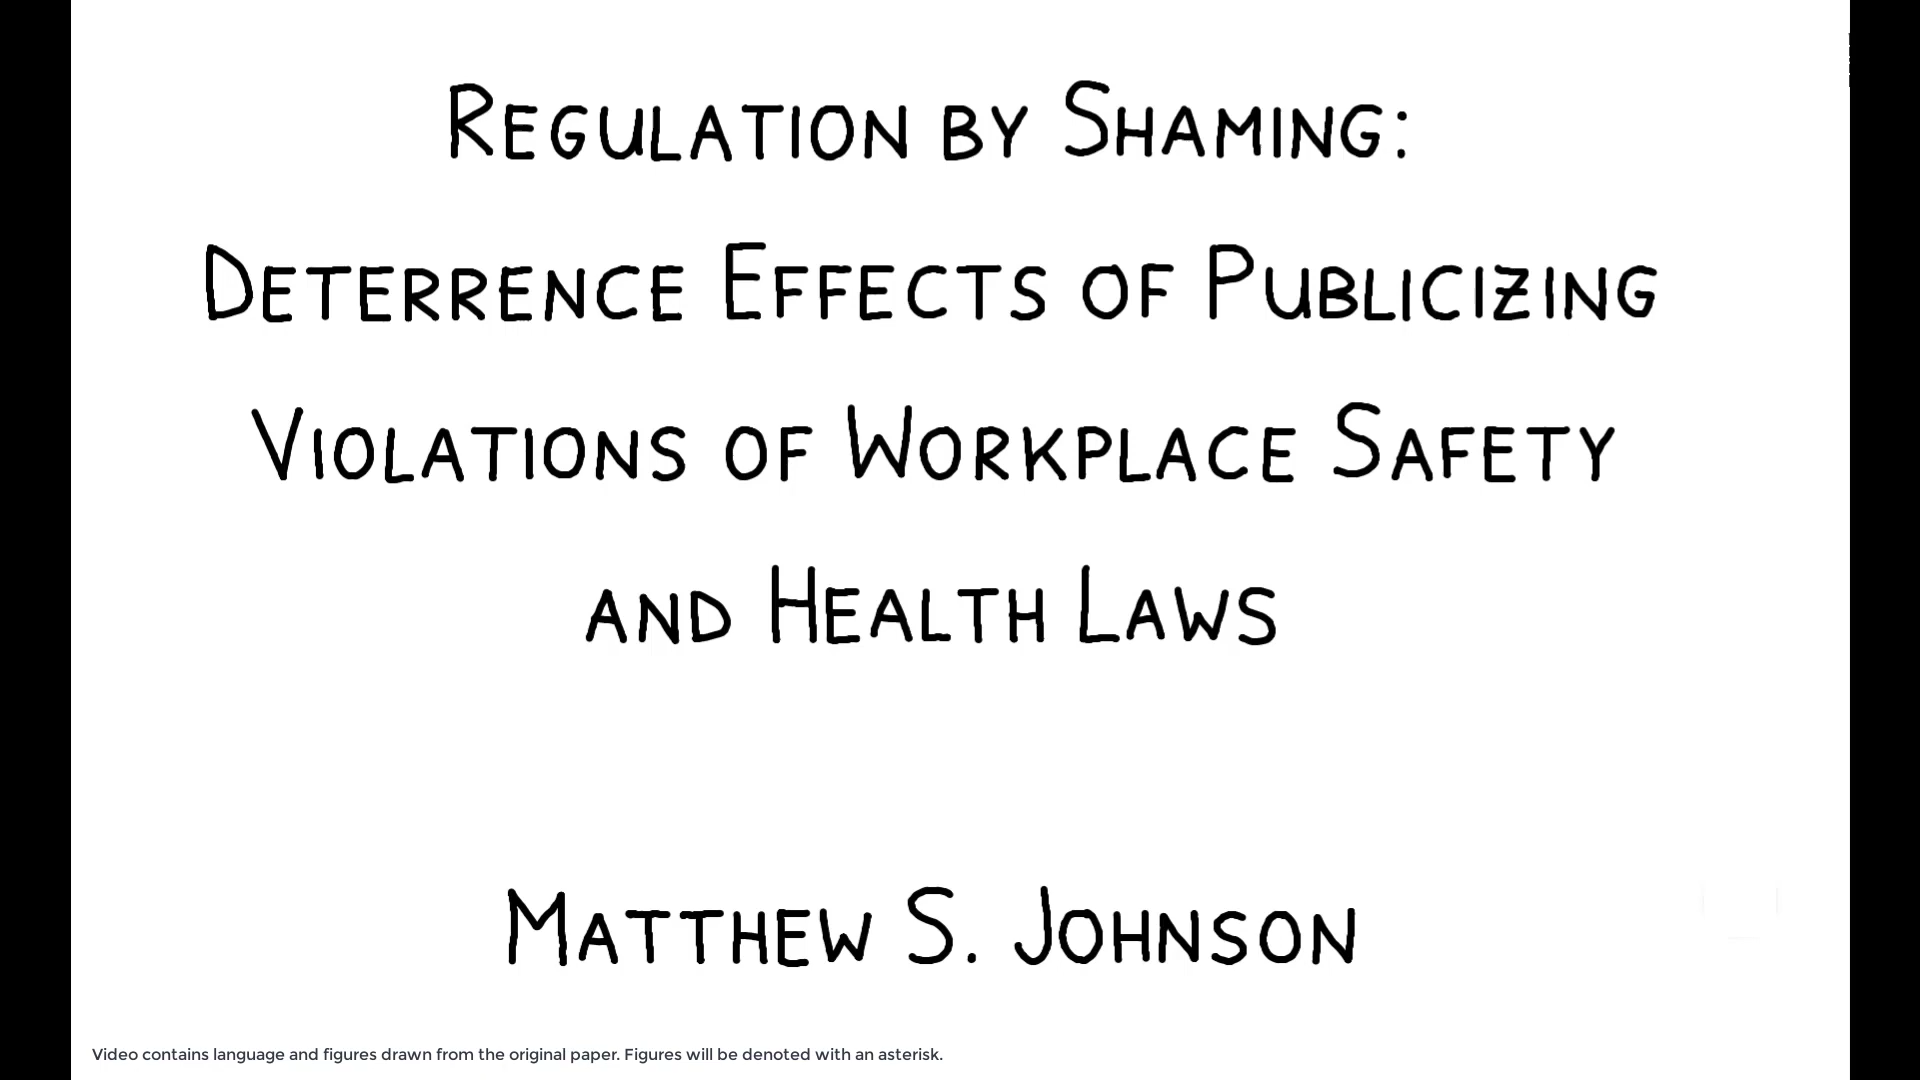 Regulation by Shaming:
Deterrence Effects of Publicizing
Violations of Workplace Safety
and Health Laws
Matthew S. Johnson
Video contains language and figures drawn from the original paper. Figures will be denoted with an asterisk.